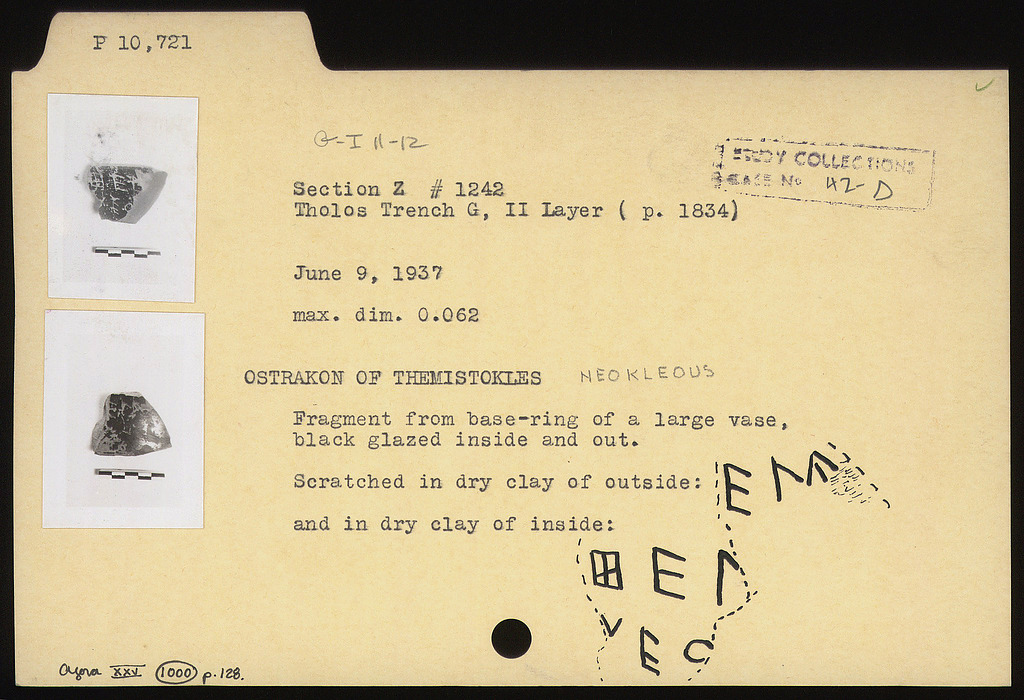 P 10,721
G-I 11-12
STUDY COLLECTIONS
CASE No 42-D
Section Z # 1242
Tholos Trench G, II Layer ( p. 1834)
June 9, 1937
max. dim. 0.062
OSTRAKON OF THEMISTOKLES NEOKLEOUS
Fragment from base-ring of a large vase,
black glazed inside and out.
Scratched in dry clay of outside:
and in dry clay of inside:
Agora XXV 1000 p. 128.